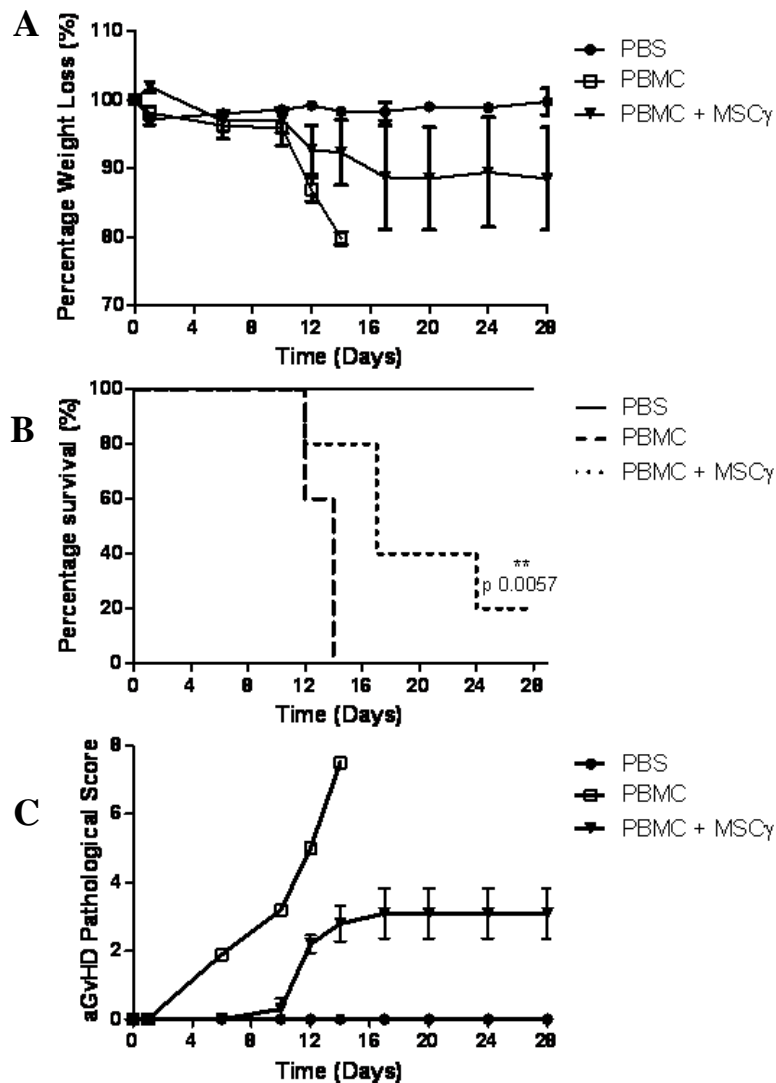 A
Percentage Weight Loss (%)
110
100
90
80
70
0 4 8 12 16 20 24 28
Time (Days)
PBS
PBMC
PBMC + MSCγ
B
Percentage survival (%)
100
80
60
40
20
0
0 4 8 12 16 20 24 28
Time (Days)
**
p 0.0057
PBS
PBMC
PBMC + MSCγ
C
aGvHD Pathological Score
8
6
4
2
0
0 4 8 12 16 20 24 28
Time (Days)
PBS
PBMC
PBMC + MSCγ